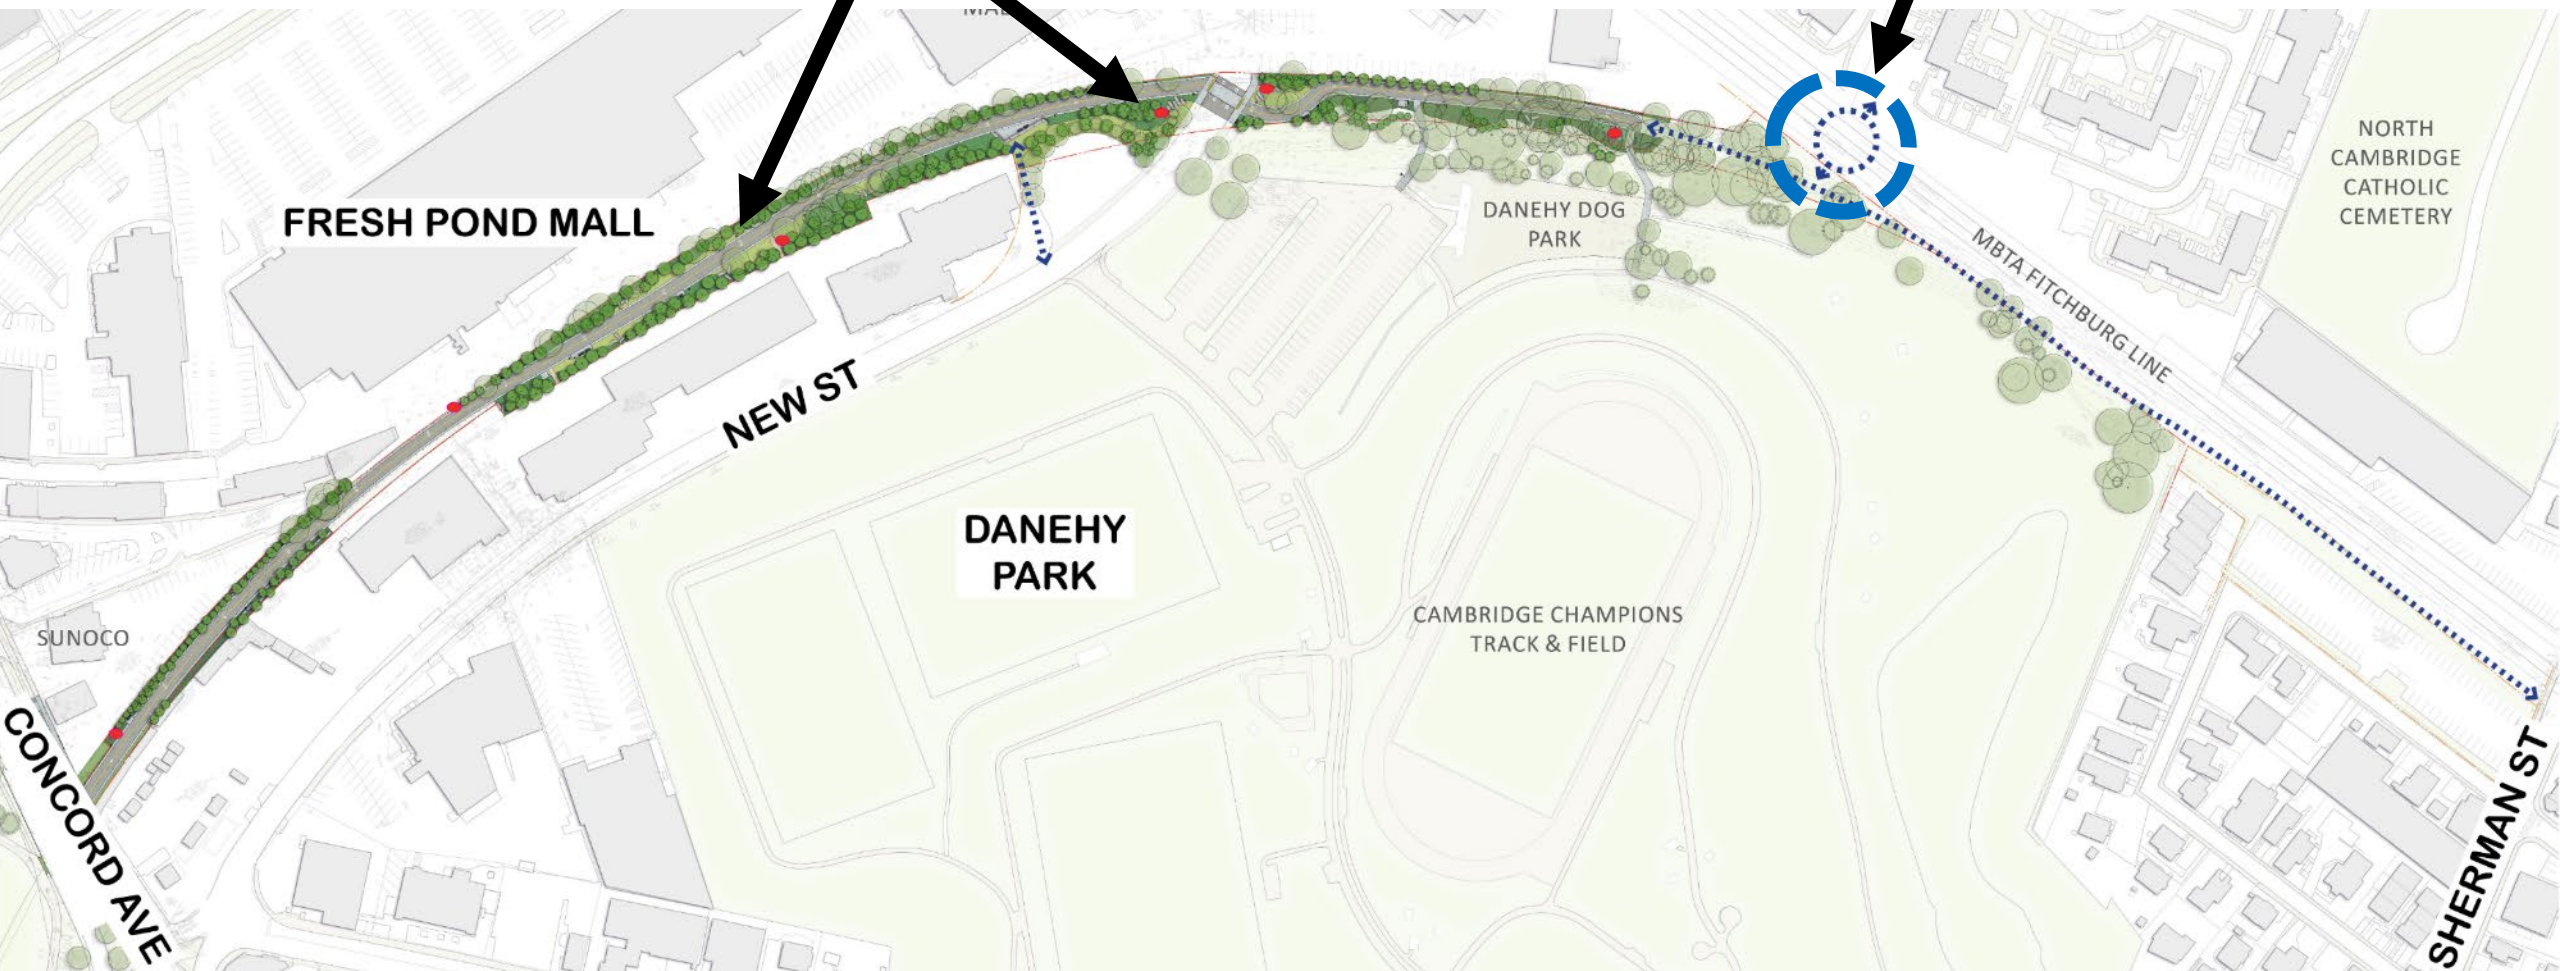 FRESH POND MALL
NEW ST
DANEHY
PARK
DANEHY DOG
PARK
CAMBRIDGE CHAMPIONS
TRACK & FIELD
MBTA FITCHBURG LINE
NORTH
CAMBRIDGE
CATHOLIC
CEMETERY
SUNOCO
CONCORD AVE
SHERMAN ST